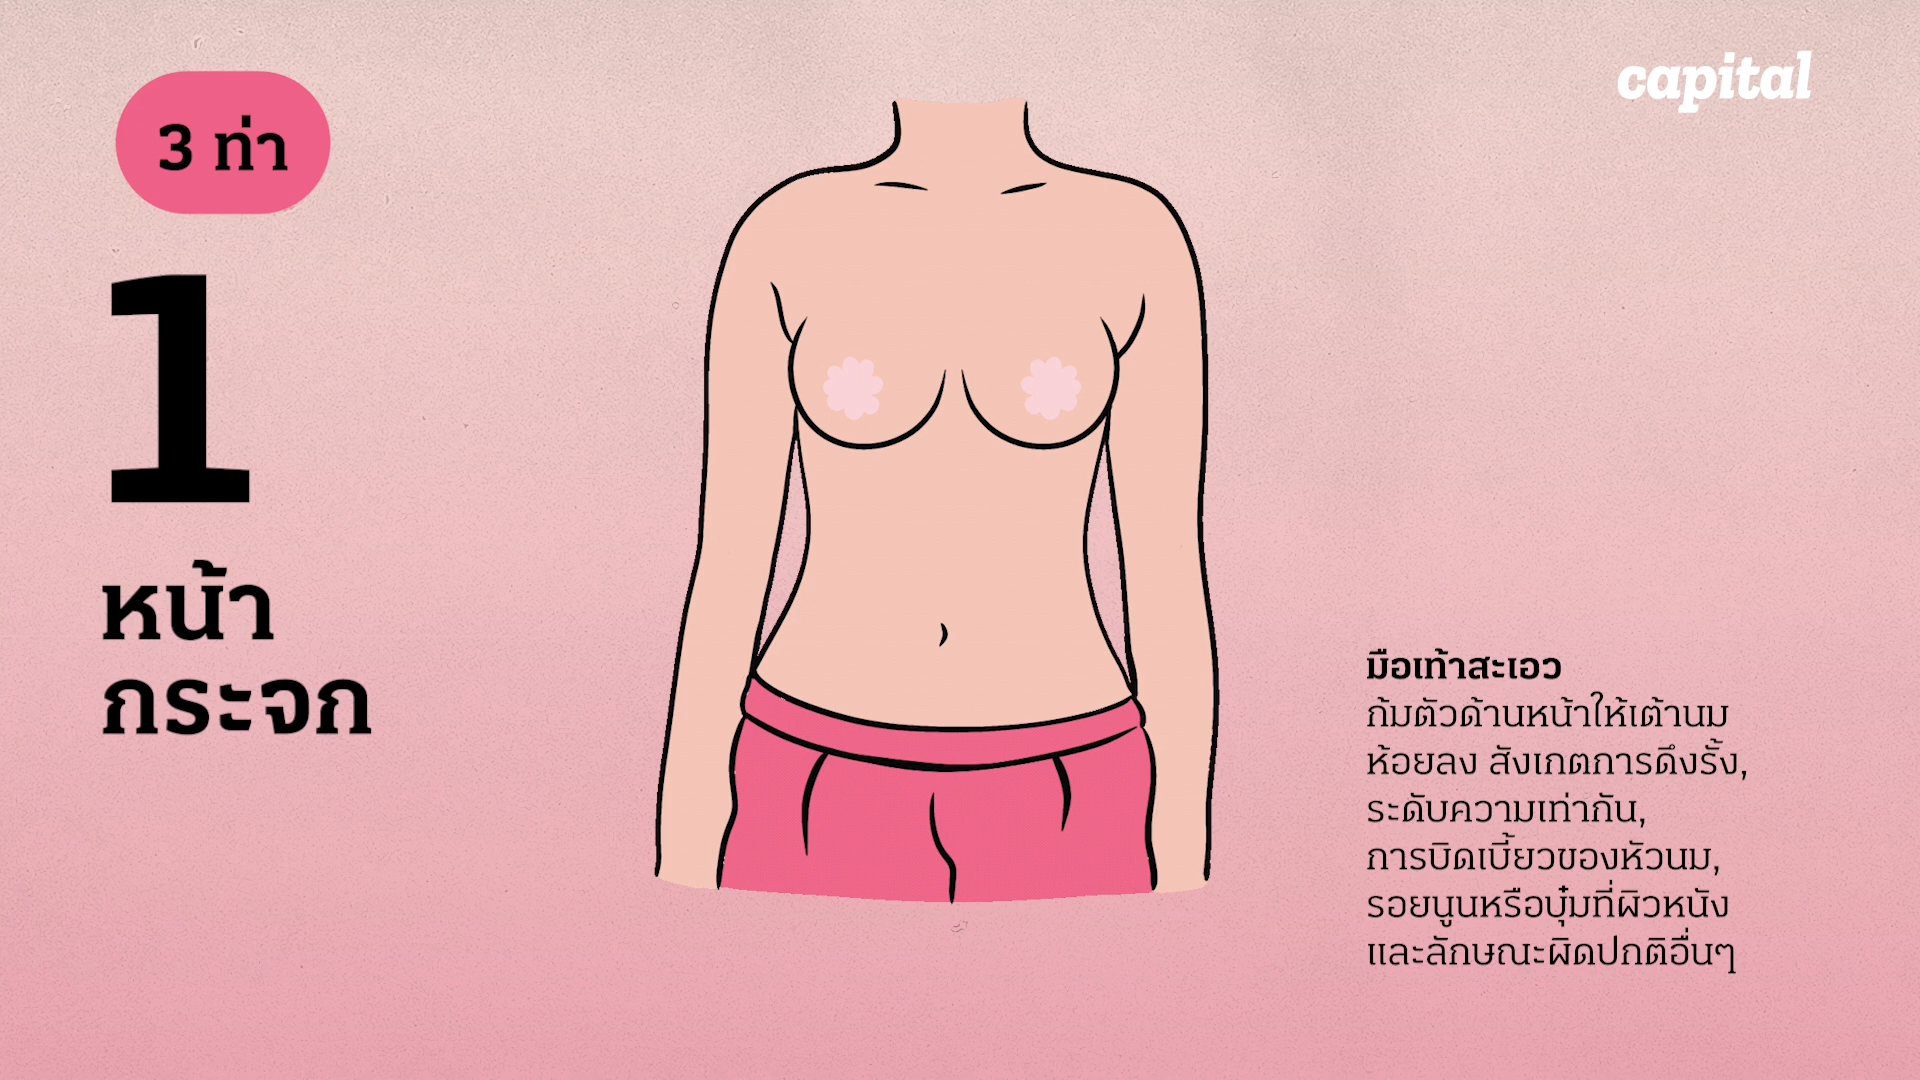 3 ท่า
capital
1
หน้า
กระจก
มือเท้าสะเอว
ก้มตัวด้านหน้าให้เต้านม
ห้อยลง สังเกตการดึงรั้ง,
ระดับความเท่ากัน,
การบิดเบี้ยวของหัวนม,
รอยนูนหรือบุ๋มที่ผิวหนัง
และลักษณะผิดปกติอื่นๆ